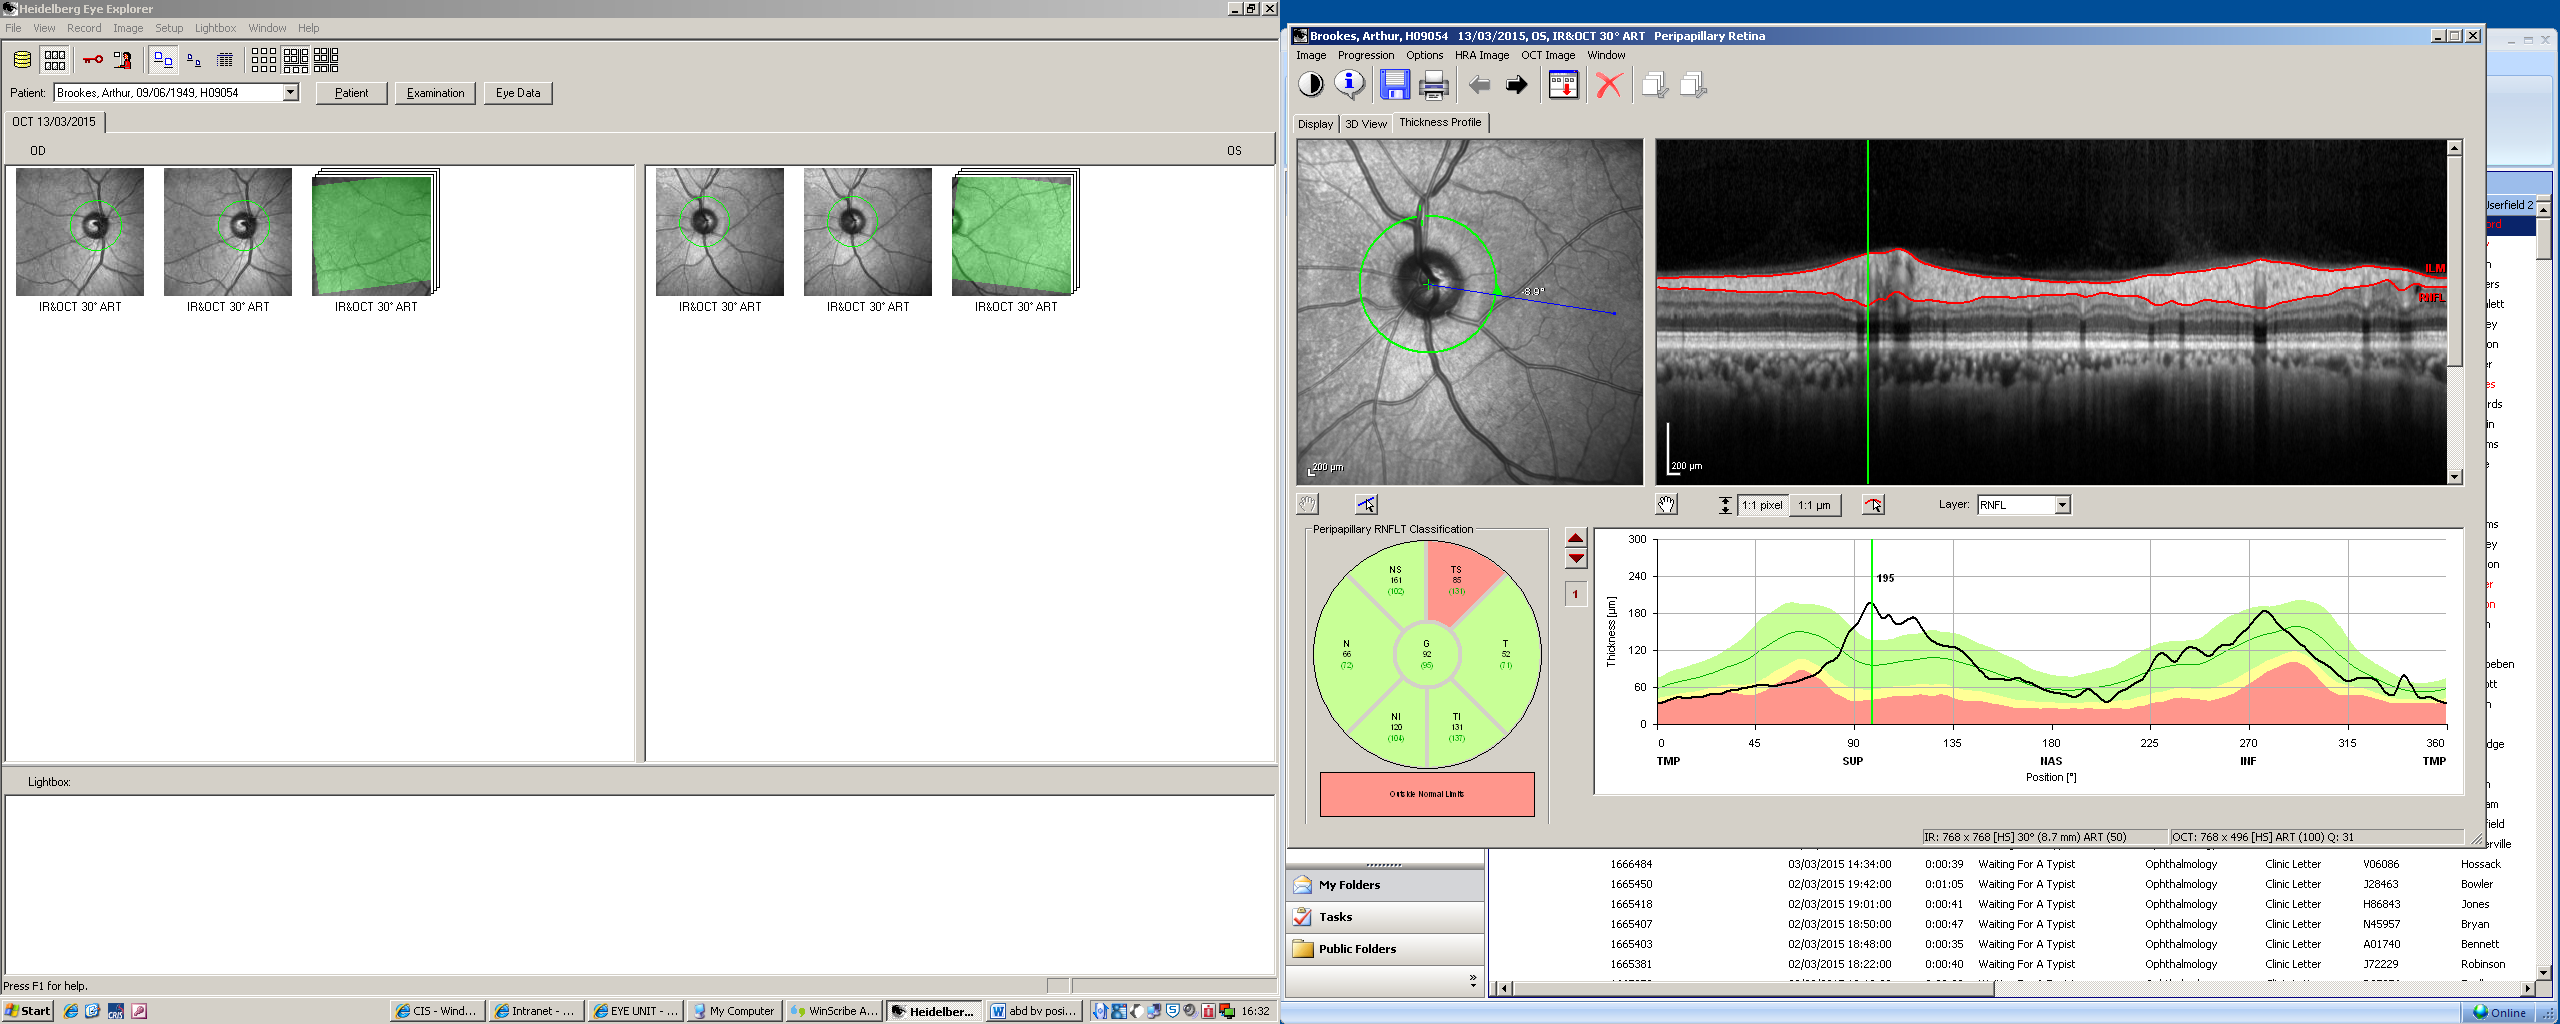 Heidelberg Eye Explorer
File View Record Image Setup Lightbox Window Help
Patient: Brookes, Arthur, 09/06/1949, H09054 Patient Examination Eye Data
OCT 13/03/2015
OD
OS
IR&OCT 30° ART
IR&OCT 30° ART
IR&OCT 30° ART
IR&OCT 30° ART
IR&OCT 30° ART
IR&OCT 30° ART
Lightbox:
Press F1 for help.
Start
CIS - Wind...
Intranet - ...
EYE UNIT - ...
My Computer
WinScribe A...
Heidelber...
abd bv posi...
16:32
Brookes, Arthur, H09054 13/03/2015, OS, IR&OCT 30° ART Peripapillary Retina
Image Progression Options HRA Image OCT Image Window
Display 3D View Thickness Profile
-8.9°
200 µm
ILM
RNFL
200 µm
1:1 pixel 1:1 µm
Layer: RNFL
Peripapillary RNFLT Classification
NS
161
(102)
TS
85
(131)
N
66
(72)
G
92
(95)
T
52
(71)
NI
120
(104)
TI
131
(137)
Outside Normal Limits
1
Thickness [µm]
300
240
180
120
60
0
195
0 45 90 135 180 225 270 315 360
TMP SUP NAS INF TMP
Position [°]
IR: 768 x 768 [HS] 30° (8.7 mm) ART (50)
OCT: 768 x 496 [HS] ART (100) Q: 31
Userfield 2
My Folders
Tasks
Public Folders
1666484 03/03/2015 14:34:00 0:00:39 Waiting For A Typist Ophthalmology Clinic Letter V06086 Hossack
1665450 02/03/2015 19:42:00 0:01:05 Waiting For A Typist Ophthalmology Clinic Letter J28463 Bowler
1665418 02/03/2015 19:01:00 0:00:41 Waiting For A Typist Ophthalmology Clinic Letter H86843 Jones
1665407 02/03/2015 18:50:00 0:00:47 Waiting For A Typist Ophthalmology Clinic Letter N45957 Bryan
1665403 02/03/2015 18:48:00 0:00:35 Waiting For A Typist Ophthalmology Clinic Letter A01740 Bennett
1665381 02/03/2015 18:22:00 0:00:40 Waiting For A Typist Ophthalmology Clinic Letter J72229 Robinson
Online